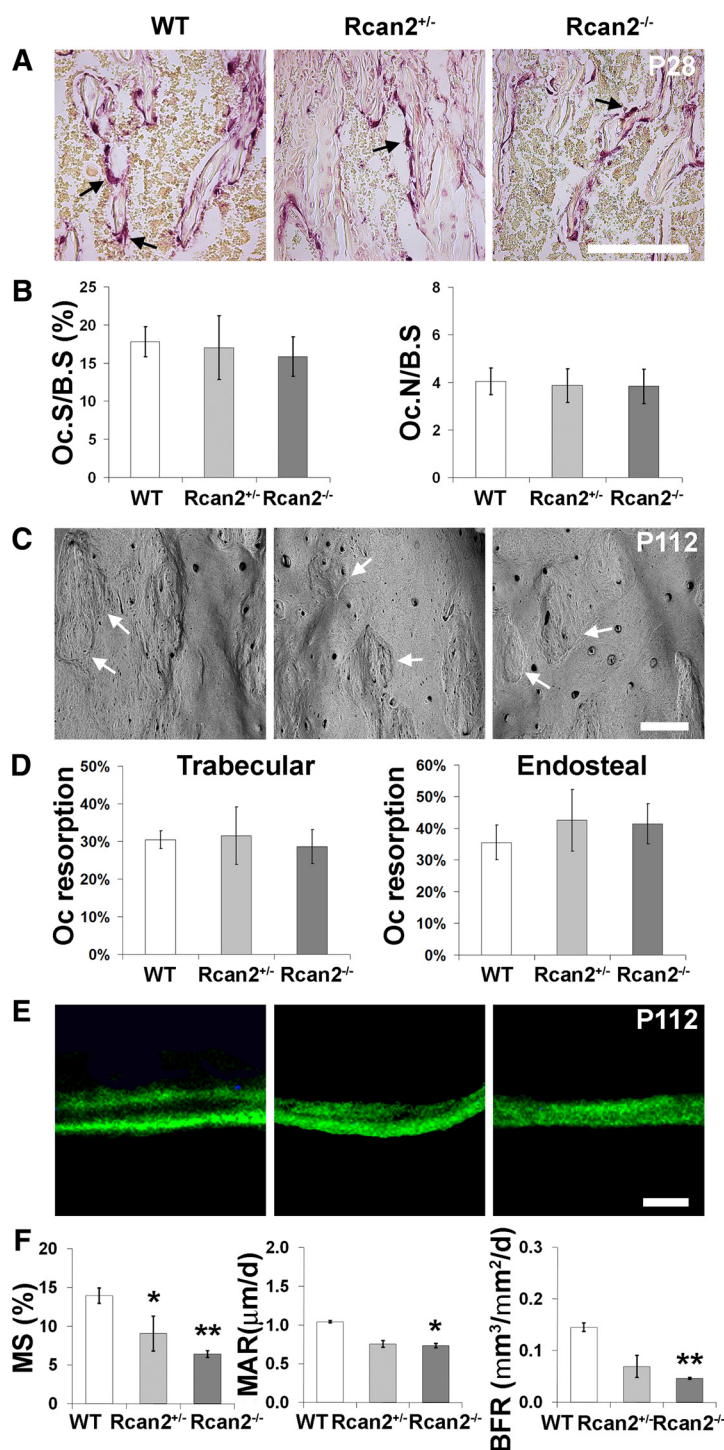 WT Rcan2+/- Rcan2-/-
A
P28
B
Oc.S/B.S (%)
25
20
15
10
5
0
WT Rcan2+/- Rcan2-/-
Oc.N/B.S
8
6
4
2
0
WT Rcan2+/- Rcan2-/-
C
P112
D
Trabecular
Oc resorption
50%
40%
30%
20%
10%
0%
WT Rcan2+/- Rcan2-/-
Endosteal
Oc resorption
60%
50%
40%
30%
20%
10%
0%
WT Rcan2+/- Rcan2-/-
E
P112
F
MS (%)
20
15
10
5
0
*
**
WT Rcan2+/- Rcan2-/-
MAR(μm/d)
2.0
1.5
1.0
0.5
0.0
*
WT Rcan2+/- Rcan2-/-
BFR (mm3/mm2/d)
0.3
0.2
0.1
0.0
**
WT Rcan2+/- Rcan2-/-